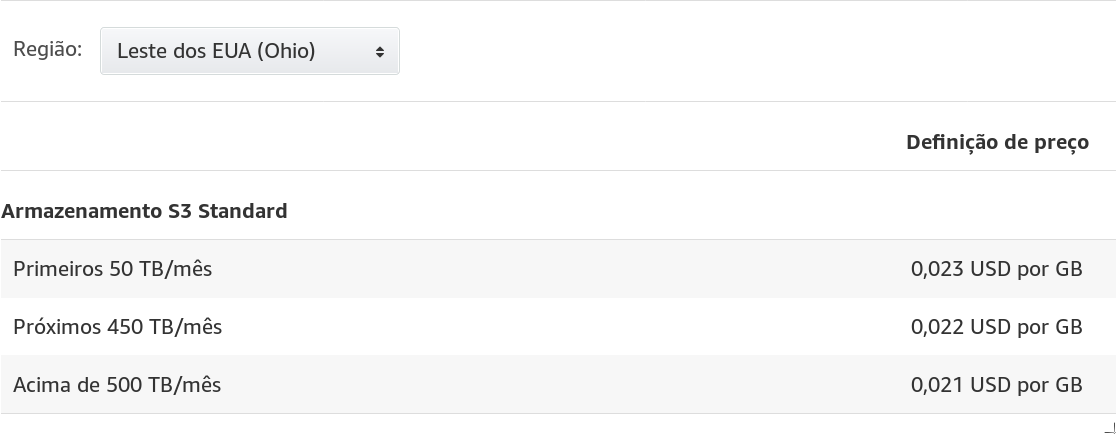 Região: Leste dos EUA (Ohio)
Definição de preço
Armazenamento S3 Standard
Primeiros 50 TB/mês 0,023 USD por GB
Próximos 450 TB/mês 0,022 USD por GB
Acima de 500 TB/mês 0,021 USD por GB